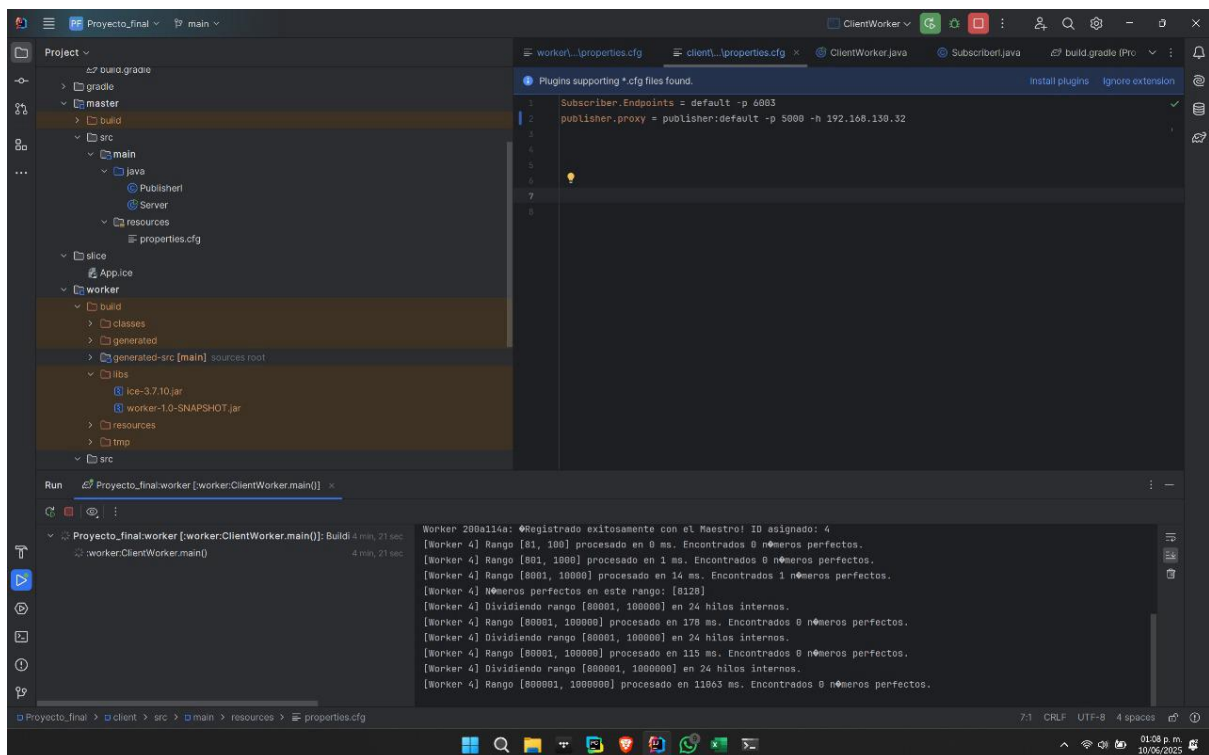 PF Proyecto_final main ClientWorker
Project
worker\...\properties.cfg client\...\properties.cfg ClientWorker.java SubscriberI.java build.gradle (Pro
build.gradle
gradle
master
build
src
main
java
PublisherI
Server
resources
properties.cfg
slice
App.ice
worker
build
classes
generated
generated-src [main] sources root
libs
ice-3.7.10.jar
worker-1.0-SNAPSHOT.jar
resources
tmp
src
Plugins supporting *.cfg files found. Install plugins Ignore extension
1 Subscriber.Endpoints = default -p 6003
2 publisher.proxy = publisher:default -p 5000 -h 192.168.130.32
3
4
5
6
7
8
Run Proyecto_final:worker [:worker:ClientWorker.main()]
Proyecto_final:worker [:worker:ClientWorker.main()]: Buildi 4 min, 21 sec
:worker:ClientWorker.main() 4 min, 21 sec
Worker 200a114a: �Registrado exitosamente con el Maestro! ID asignado: 4
[Worker 4] Rango [81, 100] procesado en 0 ms. Encontrados 0 n�meros perfectos.
[Worker 4] Rango [801, 1000] procesado en 1 ms. Encontrados 0 n�meros perfectos.
[Worker 4] Rango [8001, 10000] procesado en 14 ms. Encontrados 1 n�meros perfectos.
[Worker 4] N�meros perfectos en este rango: [8128]
[Worker 4] Dividiendo rango [80001, 100000] en 24 hilos internos.
[Worker 4] Rango [80001, 100000] procesado en 178 ms. Encontrados 0 n�meros perfectos.
[Worker 4] Dividiendo rango [80001, 100000] en 24 hilos internos.
[Worker 4] Rango [80001, 100000] procesado en 115 ms. Encontrados 0 n�meros perfectos.
[Worker 4] Dividiendo rango [800001, 1000000] en 24 hilos internos.
[Worker 4] Rango [800001, 1000000] procesado en 11063 ms. Encontrados 0 n�meros perfectos.
Proyecto_final > client > src > main > resources > properties.cfg 7:1 CRLF UTF-8 4 spaces
01:08 p. m.
10/06/2025